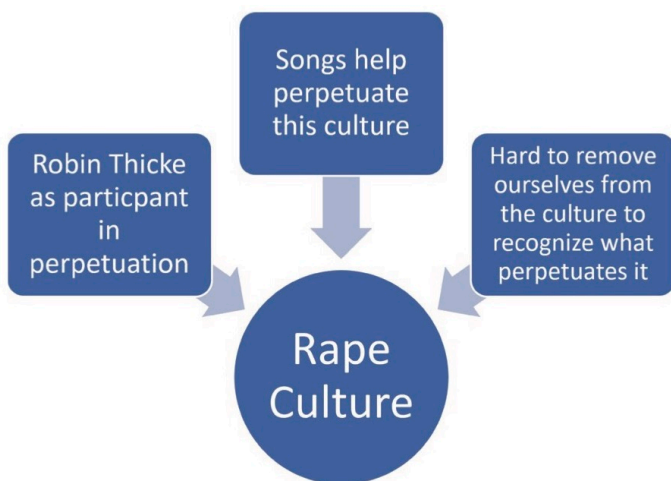 Songs help
perpetuate
this culture
Robin Thicke
as particpant
in
perpetuation
Hard to remove
ourselves from
the culture to
recognize what
perpetuates it
Rape
Culture